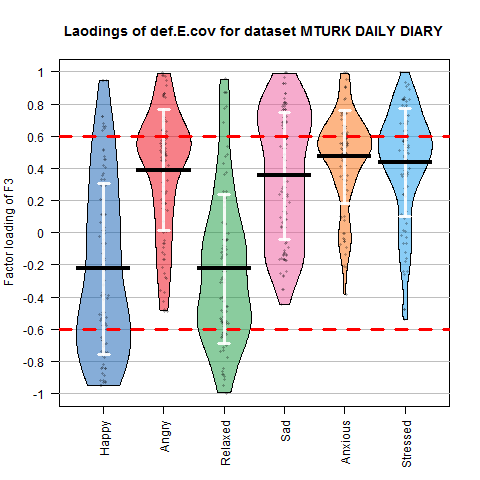 Laodings of def.E.cov for dataset MTURK DAILY DIARY
Factor loading of F3
1
0.8
0.6
0.4
0.2
0
-0.2
-0.4
-0.6
-0.8
-1
Happy
Angry
Relaxed
Sad
Anxious
Stressed